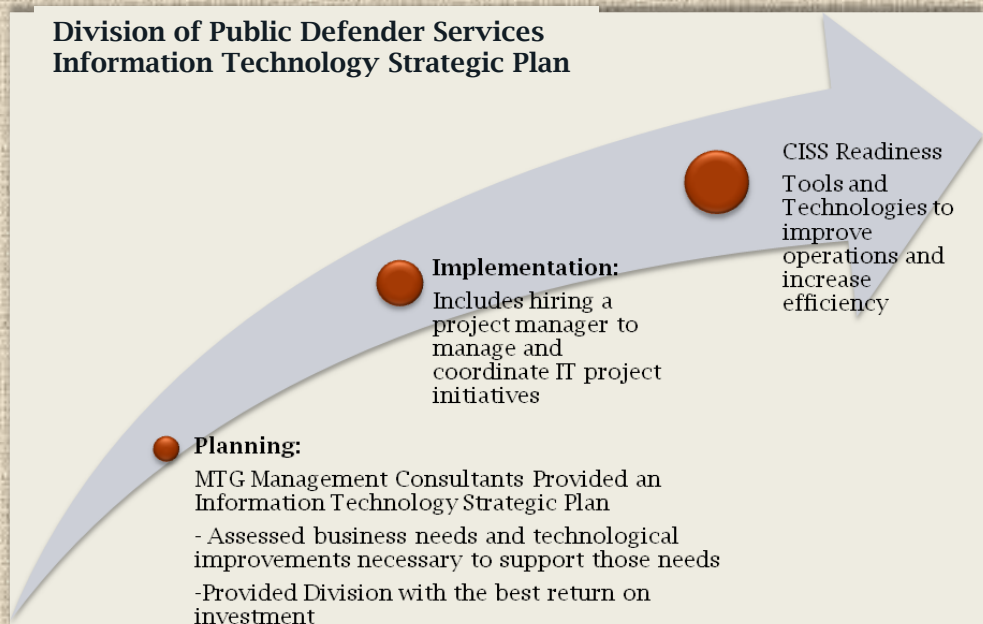 Division of Public Defender Services
Information Technology Strategic Plan
CISS Readiness
Tools and
Technologies to
improve
operations and
increase
efficiency
Implementation:
Includes hiring a
project manager to
manage and
coordinate IT project
initiatives
Planning:
MTG Management Consultants Provided an
Information Technology Strategic Plan
- Assessed business needs and technological
improvements necessary to support those needs
-Provided Division with the best return on
investment